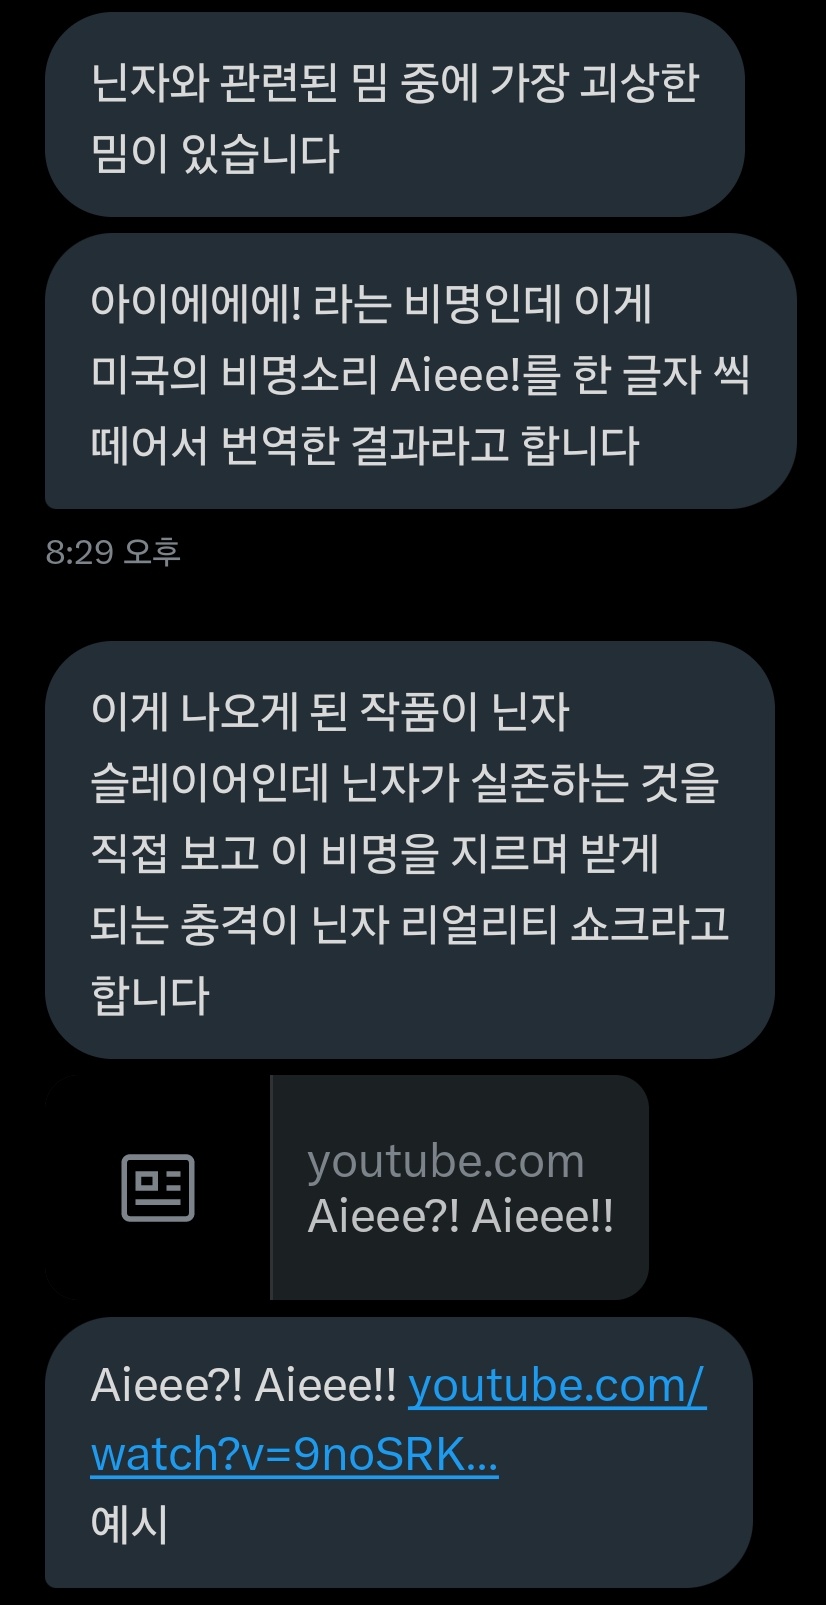 닌자와 관련된 밈 중에 가장 괴상한
밈이 있습니다
아이에에에! 라는 비명인데 이게
미국의 비명소리 Aieee!를 한 글자 씩
떼어서 번역한 결과라고 합니다
8:29 오후
이게 나오게 된 작품이 닌자
슬레이어인데 닌자가 실존하는 것을
직접 보고 이 비명을 지르며 받게
되는 충격이 닌자 리얼리티 쇼크라고
합니다
youtube.com
Aieee?! Aieee!!
Aieee?! Aieee!! youtube.com/
watch?v=9noSRK...
예시